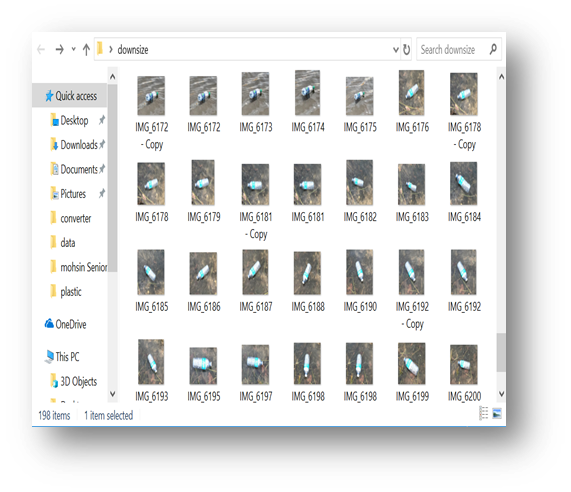 downsize
Search downsize
Quick access
Desktop
Downloads
Documents
Pictures
converter
data
mohsin Senior
plastic
OneDrive
This PC
3D Objects
IMG_6172 - Copy
IMG_6172
IMG_6173
IMG_6174
IMG_6175
IMG_6176
IMG_6178 - Copy
IMG_6178
IMG_6179
IMG_6181 - Copy
IMG_6181
IMG_6182
IMG_6183
IMG_6184
IMG_6185
IMG_6186
IMG_6187
IMG_6188
IMG_6190
IMG_6192 - Copy
IMG_6192
IMG_6193
IMG_6195
IMG_6197
IMG_6198
IMG_6198
IMG_6199
IMG_6200
198 items 1 item selected